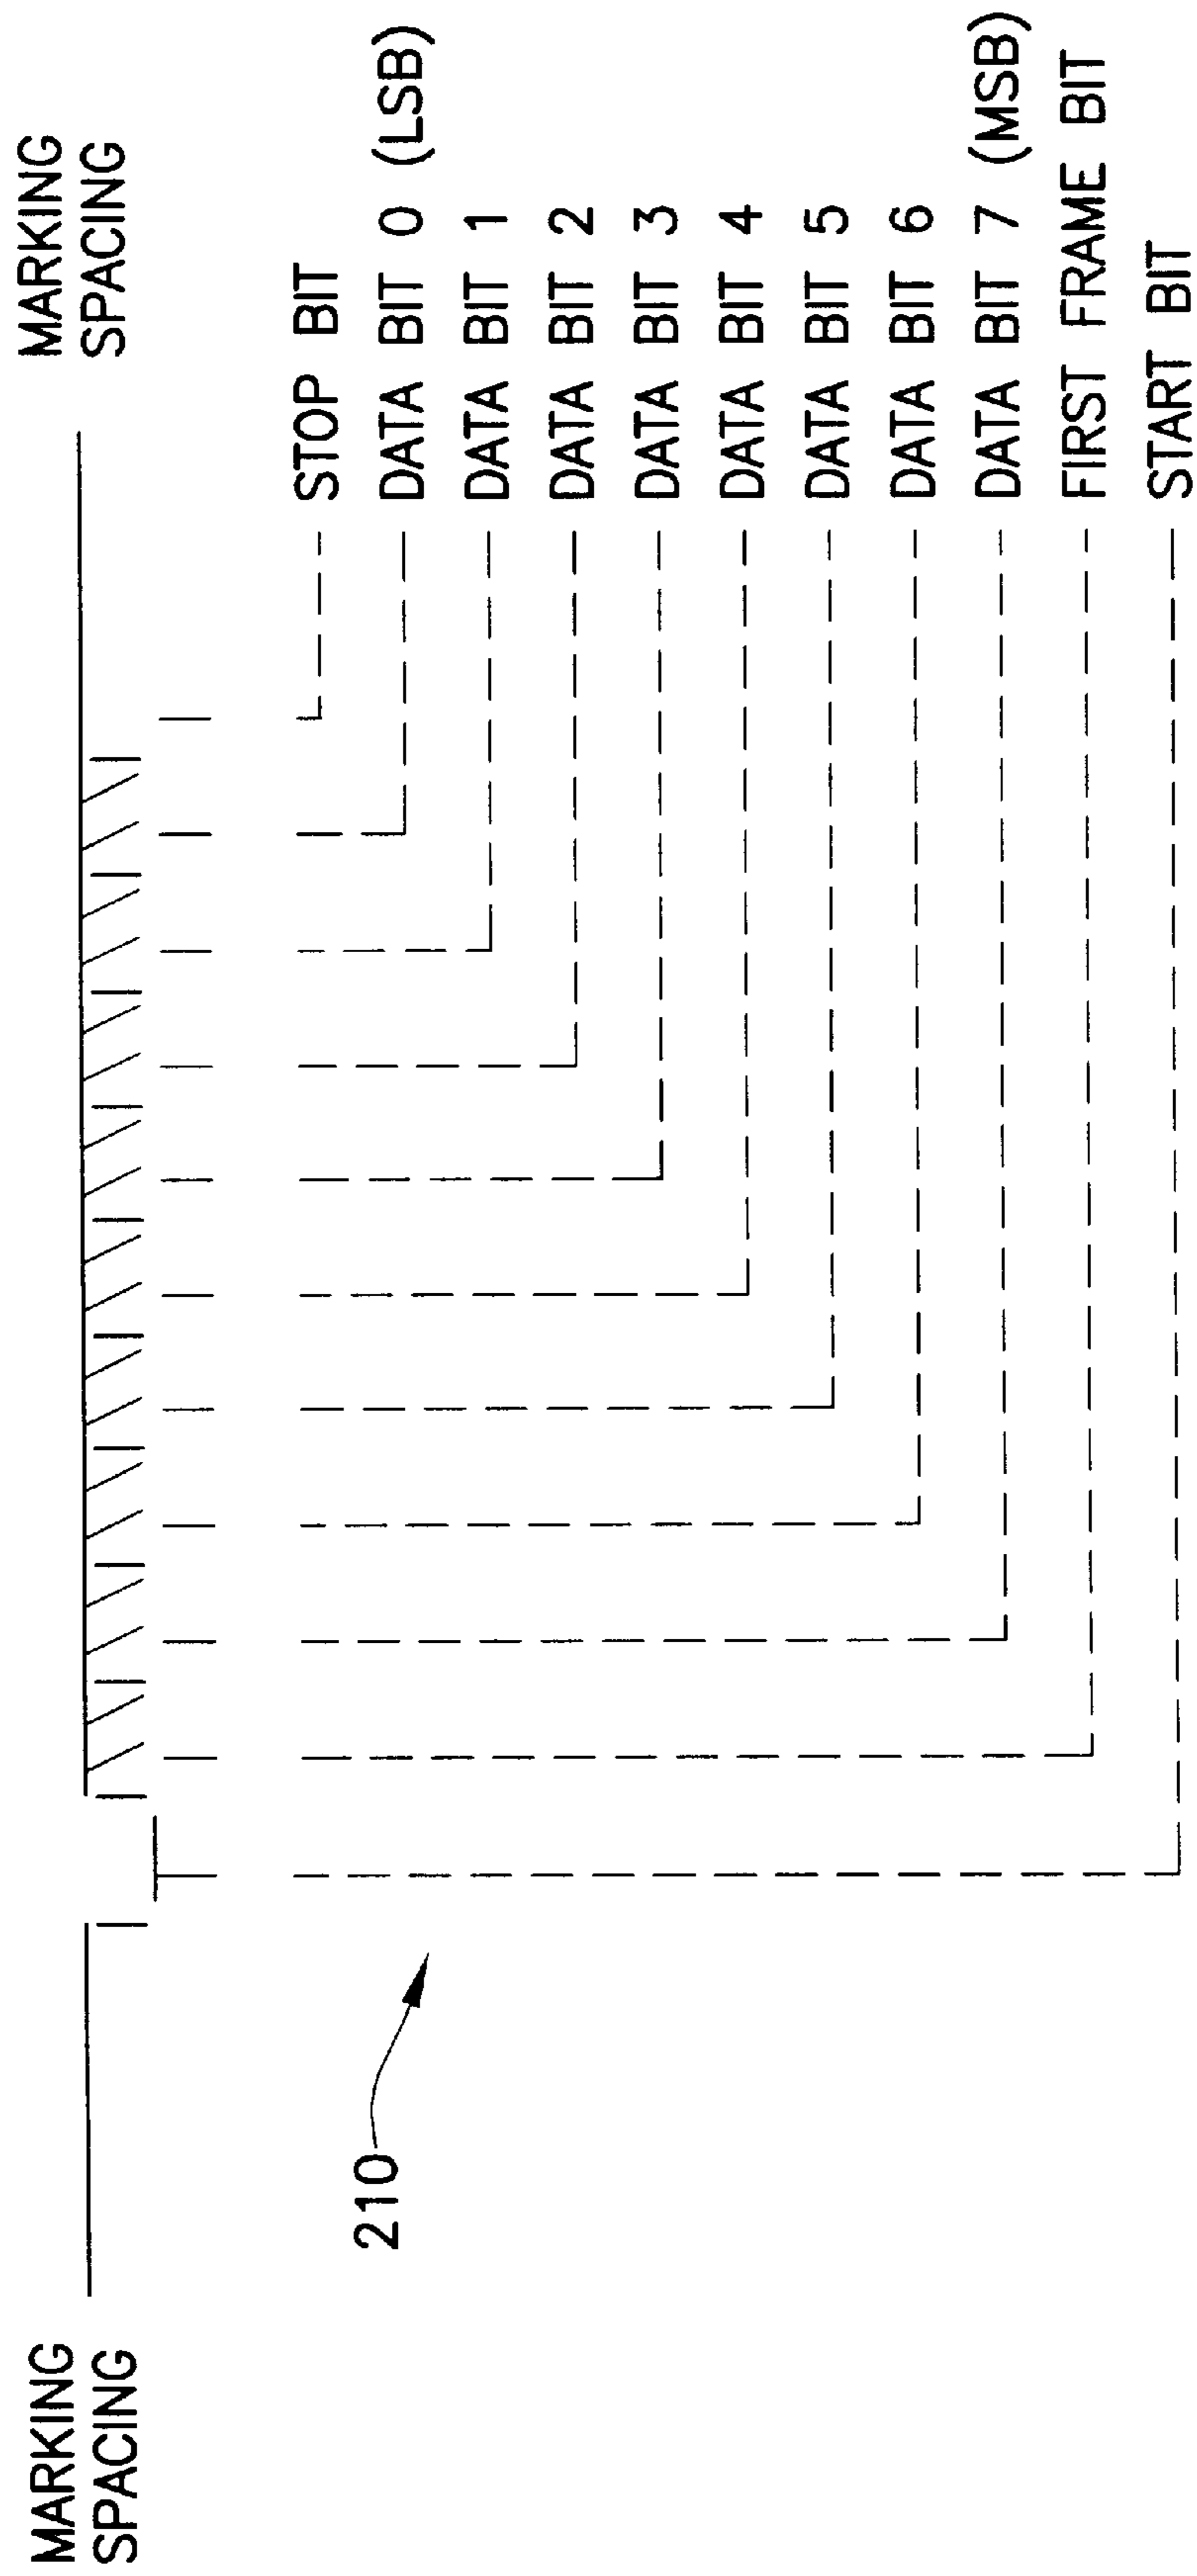 MARKING
SPACING
MARKING
SPACING
210
STOP BIT
DATA BIT 0 (LSB)
DATA BIT 1
DATA BIT 2
DATA BIT 3
DATA BIT 4
DATA BIT 5
DATA BIT 6
DATA BIT 7 (MSB)
FIRST FRAME BIT
START BIT